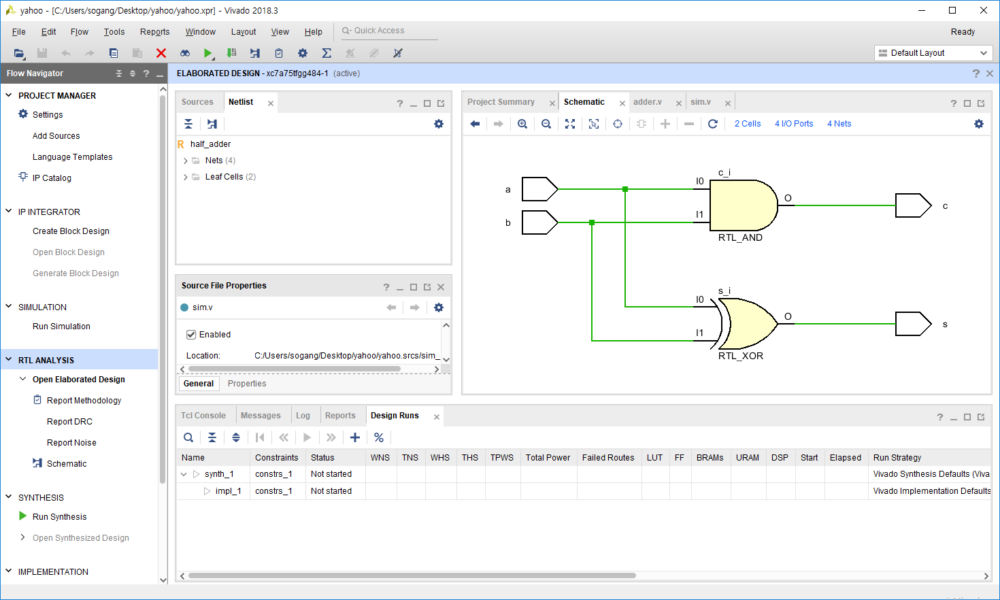 yahoo - [C:/Users/sogang/Desktop/yahoo/yahoo.xpr] - Vivado 2018.3
File Edit Flow Tools Reports Window Layout View Help Quick Access Ready
Default Layout
Flow Navigator
PROJECT MANAGER
Settings
Add Sources
Language Templates
IP Catalog
IP INTEGRATOR
Create Block Design
Open Block Design
Generate Block Design
SIMULATION
Run Simulation
RTL ANALYSIS
Open Elaborated Design
Report Methodology
Report DRC
Report Noise
Schematic
SYNTHESIS
Run Synthesis
Open Synthesized Design
IMPLEMENTATION
ELABORATED DESIGN - xc7a75tfgg484-1 (active)
Sources Netlist
R half_adder
Nets (4)
Leaf Cells (2)
Source File Properties
sim.v
Enabled
Location: C:/Users/sogang/Desktop/yahoo/yahoo.srcs/sim_
General Properties
Project Summary Schematic adder.v sim.v
2 Cells 4 I/O Ports 4 Nets
c_i
a I0
O
c
b I1
RTL_AND
s_i
I0
O
s
I1
RTL_XOR
Tcl Console Messages Log Reports Design Runs
Name Constraints Status WNS TNS WHS THS TPWS Total Power Failed Routes LUT FF BRAMs URAM DSP Start Elapsed Run Strategy
synth_1 constrs_1 Not started Vivado Synthesis Defaults (Viva
impl_1 constrs_1 Not started Vivado Implementation Defaults